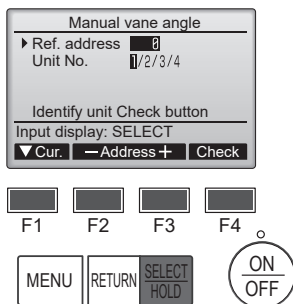 Manual vane angle
▶ Ref. address 0
Unit No. 1/2/3/4
Identify unit Check button
Input display: SELECT
▼ Cur. − Address + Check
F1 F2 F3 F4
MENU RETURN SELECT HOLD ON OFF